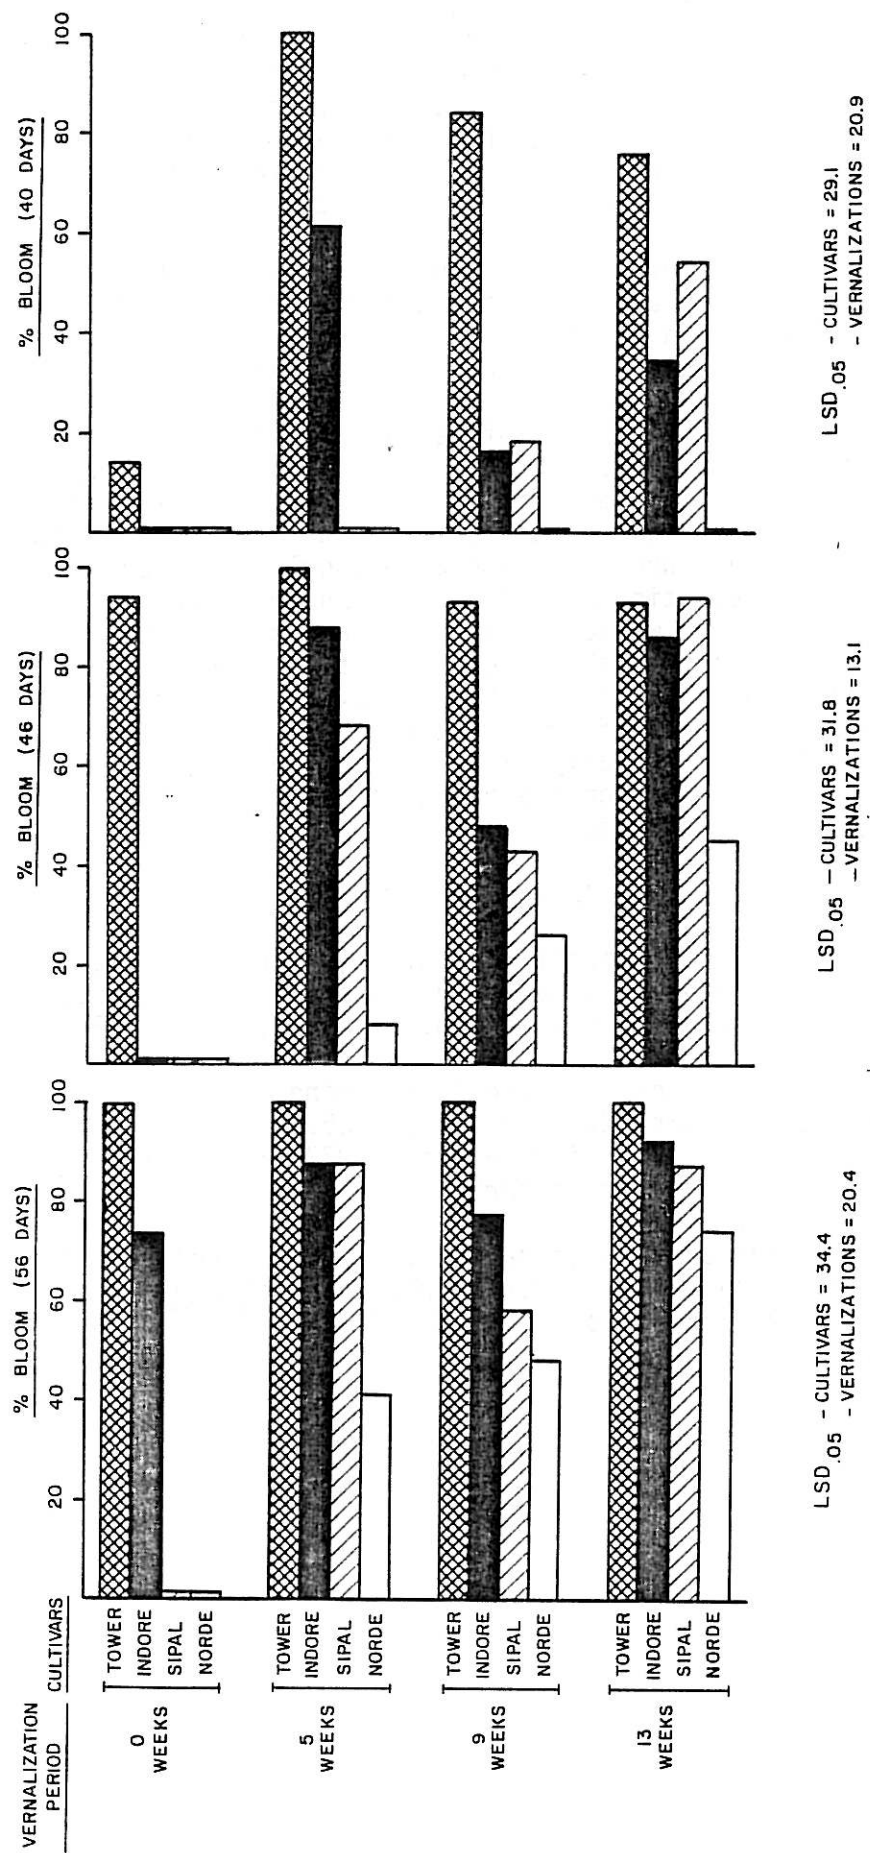 VERNALIZATION
PERIOD
CULTIVARS
0
WEEKS
TOWER
INDORE
SIPAL
NORDE
5
WEEKS
TOWER
INDORE
SIPAL
NORDE
9
WEEKS
TOWER
INDORE
SIPAL
NORDE
13
WEEKS
TOWER
INDORE
SIPAL
NORDE
% BLOOM (56 DAYS)
20 40 60 80 100
LSD.05 - CULTIVARS = 34.4
- VERNALIZATIONS = 20.4
% BLOOM (46 DAYS)
20 40 60 80 100
LSD.05 — CULTIVARS = 31.8
— VERNALIZATIONS = 13.1
% BLOOM (40 DAYS)
20 40 60 80 100
LSD.05 - CULTIVARS = 29.1
- VERNALIZATIONS = 20.9